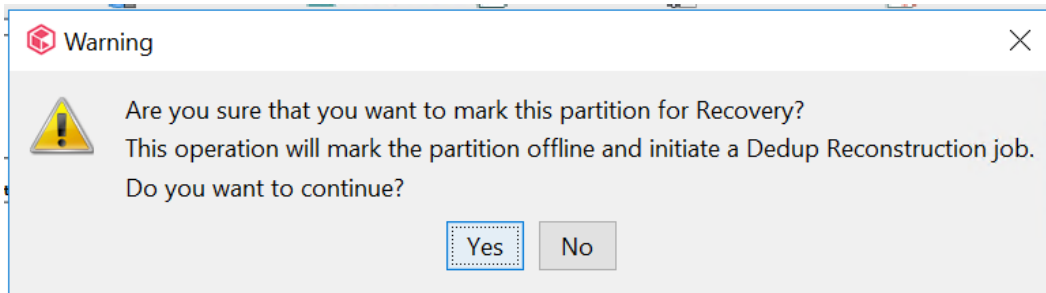 Warning
Are you sure that you want to mark this partition for Recovery?
This operation will mark the partition offline and initiate a Dedup Reconstruction job.
Do you want to continue?
Yes
No